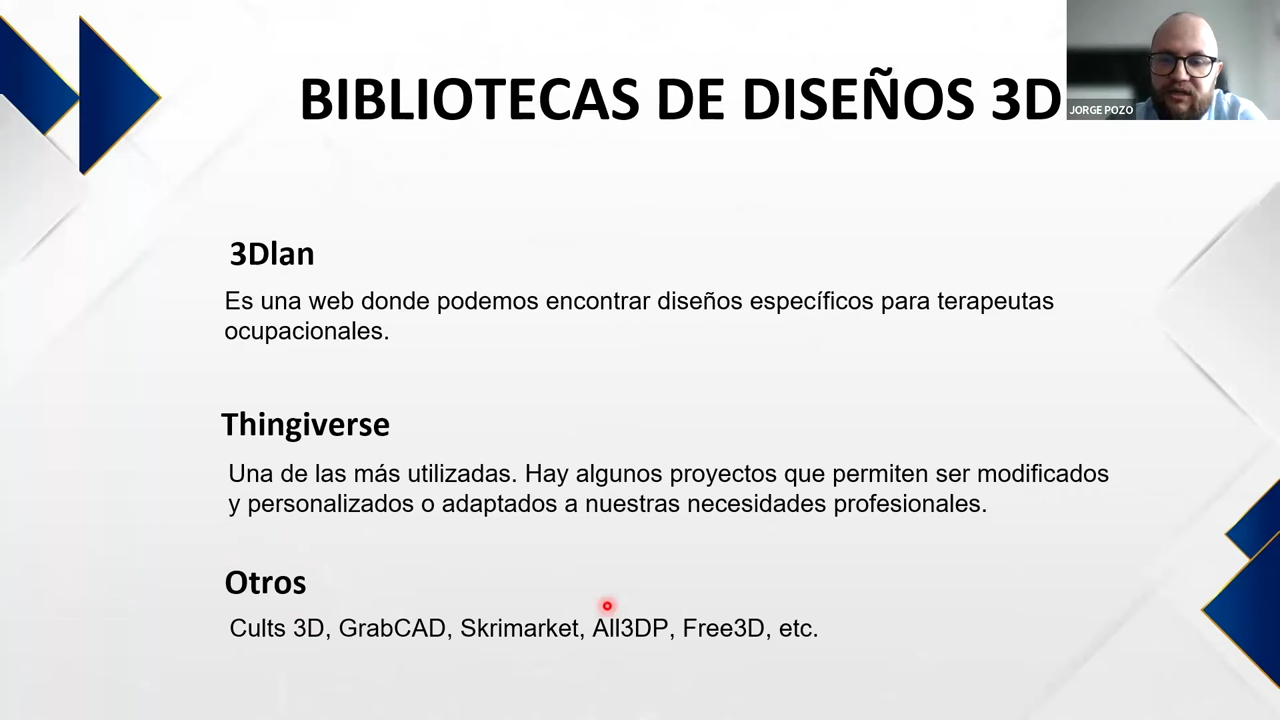 BIBLIOTECAS DE DISEÑOS 3D
JORGE POZO
3Dlan
Es una web donde podemos encontrar diseños específicos para terapeutas
ocupacionales.
Thingiverse
Una de las más utilizadas. Hay algunos proyectos que permiten ser modificados
y personalizados o adaptados a nuestras necesidades profesionales.
Otros
Cults 3D, GrabCAD, Skrimarket, All3DP, Free3D, etc.